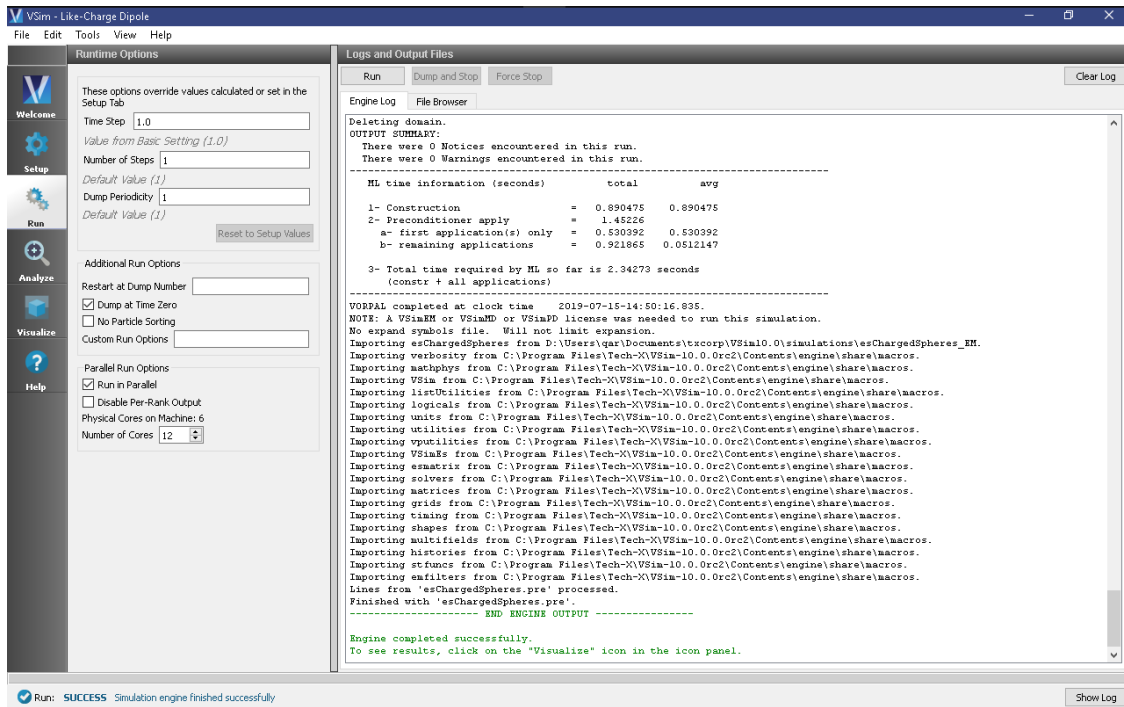 VSim - Like-Charge Dipole
File Edit Tools View Help
Welcome
Setup
Run
Analyze
Visualize
Help
Runtime Options
These options override values calculated or set in the
Setup Tab
Time Step 1.0
Value from Basic Setting (1.0)
Number of Steps 1
Default Value (1)
Dump Periodicity 1
Default Value (1)
Reset to Setup Values
Additional Run Options
Restart at Dump Number
Dump at Time Zero
No Particle Sorting
Custom Run Options
Parallel Run Options
Run in Parallel
Disable Per-Rank Output
Physical Cores on Machine: 6
Number of Cores 12
Logs and Output Files
Run Dump and Stop Force Stop Clear Log
Engine Log File Browser
Deleting domain.
OUTPUT SUMMARY:
There were 0 Notices encountered in this run.
There were 0 Warnings encountered in this run.
-------------------------------------------------------------------------------
ML time information (seconds) total avg
1- Construction = 0.890475 0.890475
2- Preconditioner apply = 1.45226
a- first application(s) only = 0.530392 0.530392
b- remaining applications = 0.921865 0.0512147
3- Total time required by ML so far is 2.34273 seconds
(constr + all applications)
-------------------------------------------------------------------------------
VORPAL completed at clock time 2019-07-15-14:50:16.835.
NOTE: A VSimEM or VSimMD or VSimPD license was needed to run this simulation.
No expand symbols file. Will not limit expansion.
Importing esChargedSpheres from D:\Users\qar\Documents\txcorp\VSim10.0\simulations\esChargedSpheres_EM.
Importing verbosity from C:\Program Files\Tech-X\VSim-10.0.0rc2\Contents\engine\share\macros.
Importing mathphys from C:\Program Files\Tech-X\VSim-10.0.0rc2\Contents\engine\share\macros.
Importing VSim from C:\Program Files\Tech-X\VSim-10.0.0rc2\Contents\engine\share\macros.
Importing listUtilities from C:\Program Files\Tech-X\VSim-10.0.0rc2\Contents\engine\share\macros.
Importing logicals from C:\Program Files\Tech-X\VSim-10.0.0rc2\Contents\engine\share\macros.
Importing units from C:\Program Files\Tech-X\VSim-10.0.0rc2\Contents\engine\share\macros.
Importing utilities from C:\Program Files\Tech-X\VSim-10.0.0rc2\Contents\engine\share\macros.
Importing vputilities from C:\Program Files\Tech-X\VSim-10.0.0rc2\Contents\engine\share\macros.
Importing VSimEs from C:\Program Files\Tech-X\VSim-10.0.0rc2\Contents\engine\share\macros.
Importing esmatrix from C:\Program Files\Tech-X\VSim-10.0.0rc2\Contents\engine\share\macros.
Importing solvers from C:\Program Files\Tech-X\VSim-10.0.0rc2\Contents\engine\share\macros.
Importing matrices from C:\Program Files\Tech-X\VSim-10.0.0rc2\Contents\engine\share\macros.
Importing grids from C:\Program Files\Tech-X\VSim-10.0.0rc2\Contents\engine\share\macros.
Importing timing from C:\Program Files\Tech-X\VSim-10.0.0rc2\Contents\engine\share\macros.
Importing shapes from C:\Program Files\Tech-X\VSim-10.0.0rc2\Contents\engine\share\macros.
Importing multifields from C:\Program Files\Tech-X\VSim-10.0.0rc2\Contents\engine\share\macros.
Importing histories from C:\Program Files\Tech-X\VSim-10.0.0rc2\Contents\engine\share\macros.
Importing stfuncs from C:\Program Files\Tech-X\VSim-10.0.0rc2\Contents\engine\share\macros.
Importing emfilters from C:\Program Files\Tech-X\VSim-10.0.0rc2\Contents\engine\share\macros.
Lines from 'esChargedSpheres.pre' processed.
Finished with 'esChargedSpheres.pre'.
--------------------- END ENGINE OUTPUT ----------------
Engine completed successfully.
To see results, click on the "Visualize" icon in the icon panel.
Run: SUCCESS Simulation engine finished successfully
Show Log